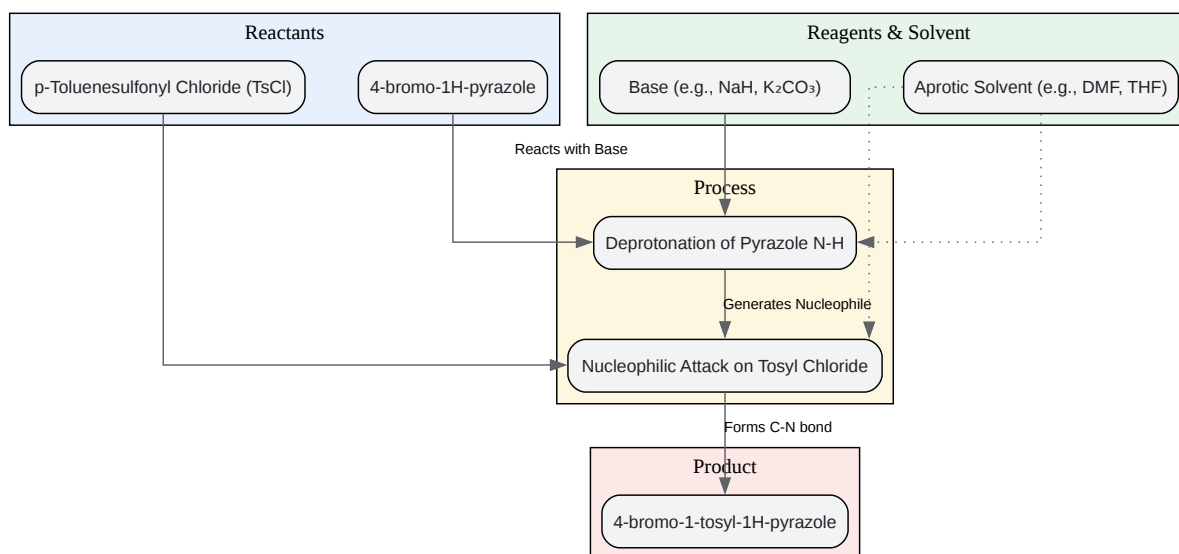 Reactants
Reagents & Solvent
p-Toluenesulfonyl Chloride (TsCl)
4-bromo-1H-pyrazole
Base (e.g., NaH, K₂CO₃)
Aprotic Solvent (e.g., DMF, THF)
Reacts with Base
Process
Deprotonation of Pyrazole N-H
Generates Nucleophile
Nucleophilic Attack on Tosyl Chloride
Forms C-N bond
Product
4-bromo-1-tosyl-1H-pyrazole